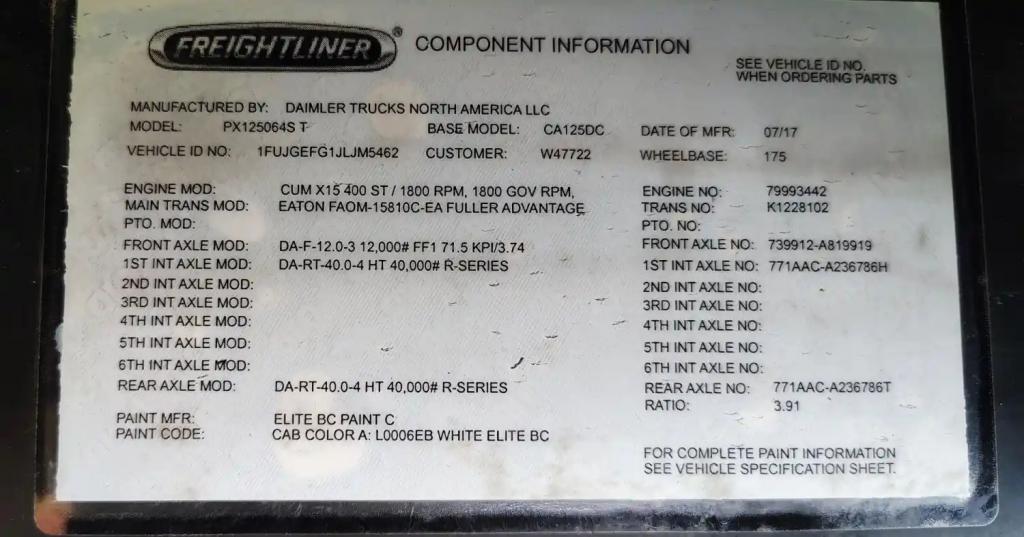 FREIGHTLINER® COMPONENT INFORMATION
SEE VEHICLE ID NO.
WHEN ORDERING PARTS
MANUFACTURED BY: DAIMLER TRUCKS NORTH AMERICA LLC
MODEL: PX125064S T BASE MODEL: CA125DC DATE OF MFR: 07/17
VEHICLE ID NO: 1FUJGEFG1JLJM5462 CUSTOMER: W47722 WHEELBASE: 175
ENGINE MOD: CUM X15 400 ST / 1800 RPM, 1800 GOV RPM, ENGINE NO: 79993442
MAIN TRANS MOD: EATON FAOM-15810C-EA FULLER ADVANTAGE TRANS NO: K1228102
PTO. MOD: PTO. NO:
FRONT AXLE MOD: DA-F-12.0-3 12,000# FF1 71.5 KPI/3.74 FRONT AXLE NO: 739912-A819919
1ST INT AXLE MOD: DA-RT-40.0-4 HT 40,000# R-SERIES 1ST INT AXLE NO: 771AAC-A236786H
2ND INT AXLE MOD: 2ND INT AXLE NO:
3RD INT AXLE MOD: 3RD INT AXLE NO:
4TH INT AXLE MOD: 4TH INT AXLE NO:
5TH INT AXLE MOD: 5TH INT AXLE NO:
6TH INT AXLE MOD: 6TH INT AXLE NO:
REAR AXLE MOD: DA-RT-40.0-4 HT 40,000# R-SERIES REAR AXLE NO: 771AAC-A236786T
RATIO: 3.91
PAINT MFR: ELITE BC PAINT C
PAINT CODE: CAB COLOR A: L0006EB WHITE ELITE BC
FOR COMPLETE PAINT INFORMATION
SEE VEHICLE SPECIFICATION SHEET.